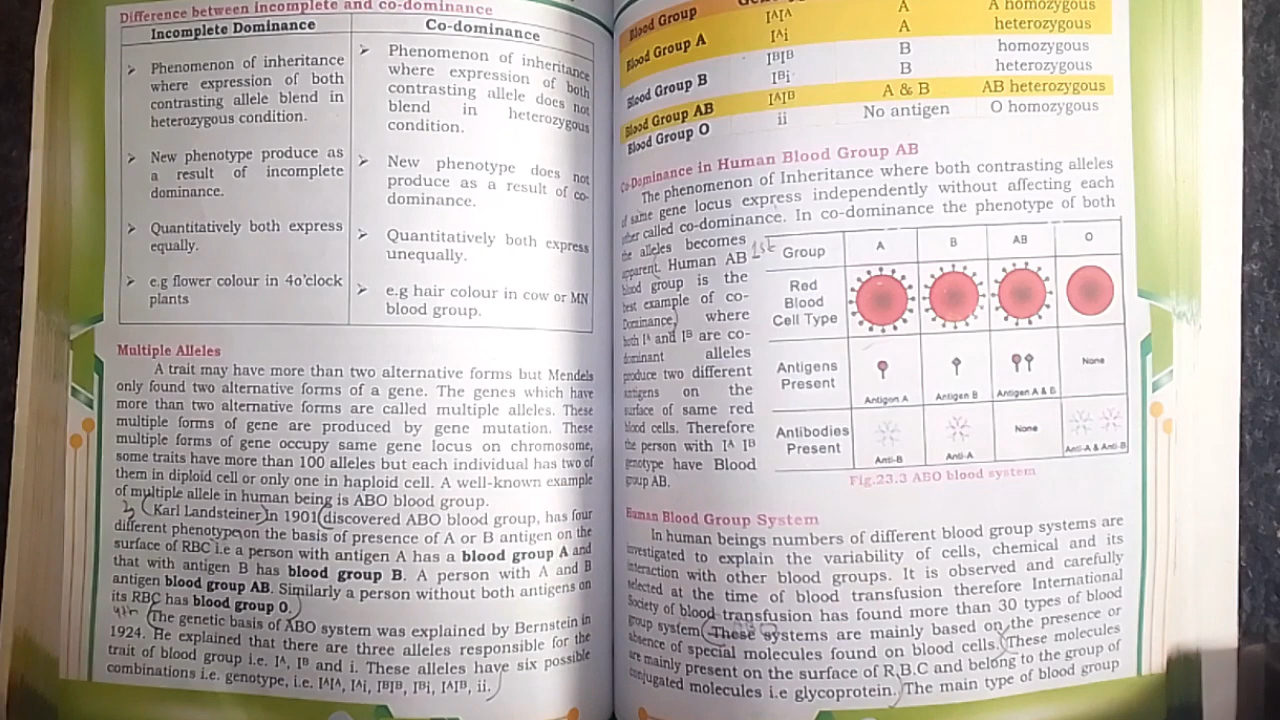 Difference between incomplete and co-dominance
Incomplete Dominance
Co-dominance
➢ Phenomenon of inheritance
where expression of both
contrasting allele blend in
heterozygous condition.
➢ New phenotype produce as
a result of incomplete
dominance.
➢ Quantitatively both express
equally.
➢ e.g flower colour in 4o'clock
plants
➢ Phenomenon of inheritance
where expression of both
contrasting allele does not
blend in heterozygous
condition.
➢ New phenotype does not
produce as a result of co-
dominance.
➢ Quantitatively both express
unequally.
➢ e.g hair colour in cow or MN
blood group.
Multiple Alleles
A trait may have more than two alternative forms but Mendels
only found two alternative forms of a gene. The genes which have
more than two alternative forms are called multiple alleles. These
multiple forms of gene are produced by gene mutation. These
multiple forms of gene occupy same gene locus on chromosome,
some traits have more than 100 alleles but each individual has two of
them in diploid cell or only one in haploid cell. A well-known example
of multiple allele in human being is ABO blood group.
Karl Landsteiner in 1901 discovered ABO blood group, has four
different phenotype on the basis of presence of A or B antigen on the
surface of RBC i.e a person with antigen A has a blood group A and
that with antigen B has blood group B. A person with A and B
antigen blood group AB. Similarly a person without both antigens on
its RBC has blood group O.
The genetic basis of ABO system was explained by Bernstein in
1924. He explained that there are three alleles responsible for the
trait of blood group i.e. Iᴬ, Iᴮ and i. These alleles have six possible
combinations i.e. genotype, i.e. IᴬIᴬ, Iᴬi, IᴮIᴮ, Iᴮi, IᴬIᴮ, ii.
Blood Group
Blood Group A IᴬIᴬ A A homozygous
Iᴬi A heterozygous
Blood Group B IᴮIᴮ B homozygous
Iᴮi B heterozygous
Blood Group AB IᴬIᴮ A & B AB heterozygous
Blood Group O ii No antigen O homozygous
Co-Dominance in Human Blood Group AB
The phenomenon of Inheritance where both contrasting alleles
of same gene locus express independently without affecting each
other called co-dominance. In co-dominance the phenotype of both
the alleles becomes
apparent. Human AB
blood group is the
best example of co-
Dominance, where
both Iᴬ and Iᴮ are co-
dominant alleles
produce two different
antigens on the
surface of same red
blood cells. Therefore
the person with Iᴬ Iᴮ
genotype have Blood
group AB.
1st
Group A B AB O
Red
Blood
Cell Type
Antigens
Present
Antigen A Antigen B Antigen A & B None
Antibodies
Present
Anti-B Anti-A None Anti-A & Anti-B
Fig.23.3 ABO blood system
Human Blood Group System
In human beings numbers of different blood group systems are
investigated to explain the variability of cells, chemical and its
interaction with other blood groups. It is observed and carefully
selected at the time of blood transfusion therefore International
Society of blood transfusion has found more than 30 types of blood
group system. These systems are mainly based on the presence or
absence of special molecules found on blood cells. These molecules
are mainly present on the surface of R.B.C and belong to the group of
conjugated molecules i.e glycoprotein. The main type of blood group